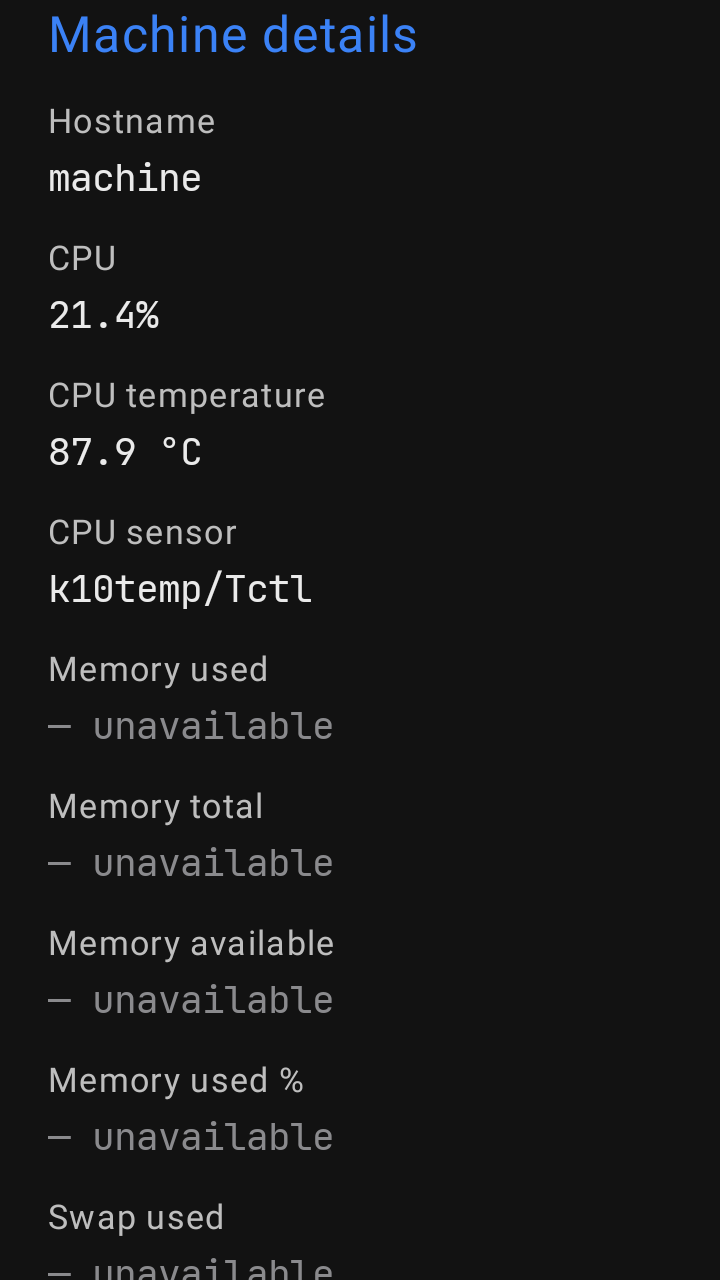 Machine details
Hostname
machine
CPU
21.4%
CPU temperature
87.9 °C
CPU sensor
k10temp/Tctl
Memory used
— unavailable
Memory total
— unavailable
Memory available
— unavailable
Memory used %
— unavailable
Swap used
— unavailable